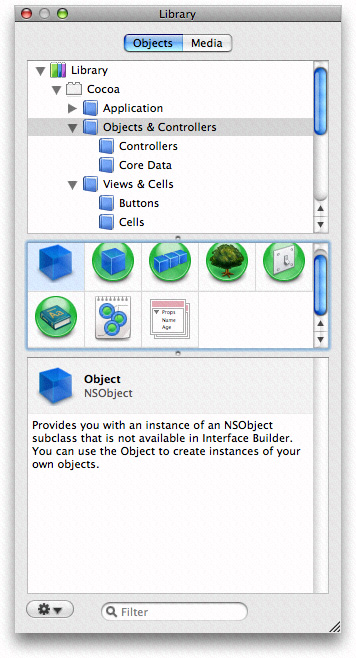 Library
Objects Media
Library
Cocoa
Application
Objects & Controllers
Controllers
Core Data
Views & Cells
Buttons
Cells
Aa
Props
Name
Age
Object
NSObject
Provides you with an instance of an NSObject
subclass that is not available in Interface Builder.
You can use the Object to create instances of your
own objects.
Filter